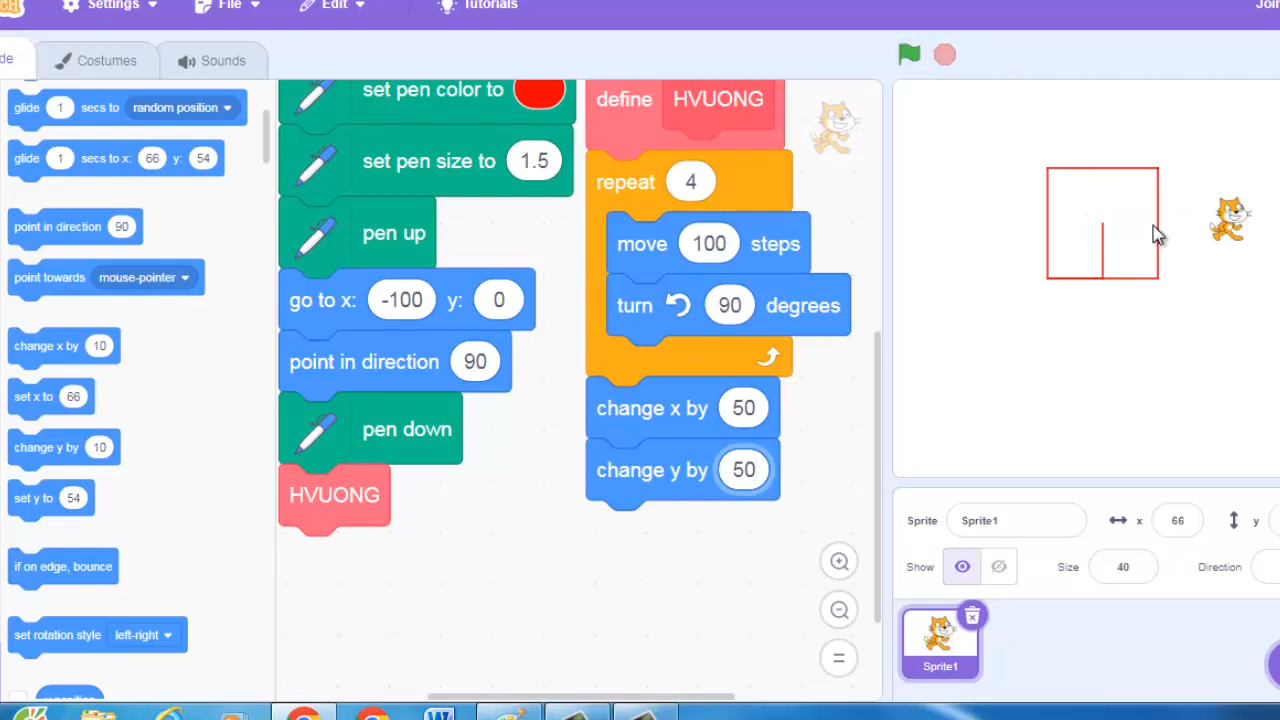 Settings
File
Edit
Tutorials
Costumes
Sounds
glide 1 secs to random position
glide 1 secs to x: 66 y: 54
point in direction 90
point towards mouse-pointer
change x by 10
set x to 66
change y by 10
set y to 54
if on edge, bounce
set rotation style left-right
set pen color to
set pen size to 1.5
pen up
go to x: -100 y: 0
point in direction 90
pen down
HVUONG
define HVUONG
repeat 4
move 100 steps
turn 90 degrees
change x by 50
change y by 50
Sprite Sprite1 x 66 y
Show Size 40 Direction
Sprite1